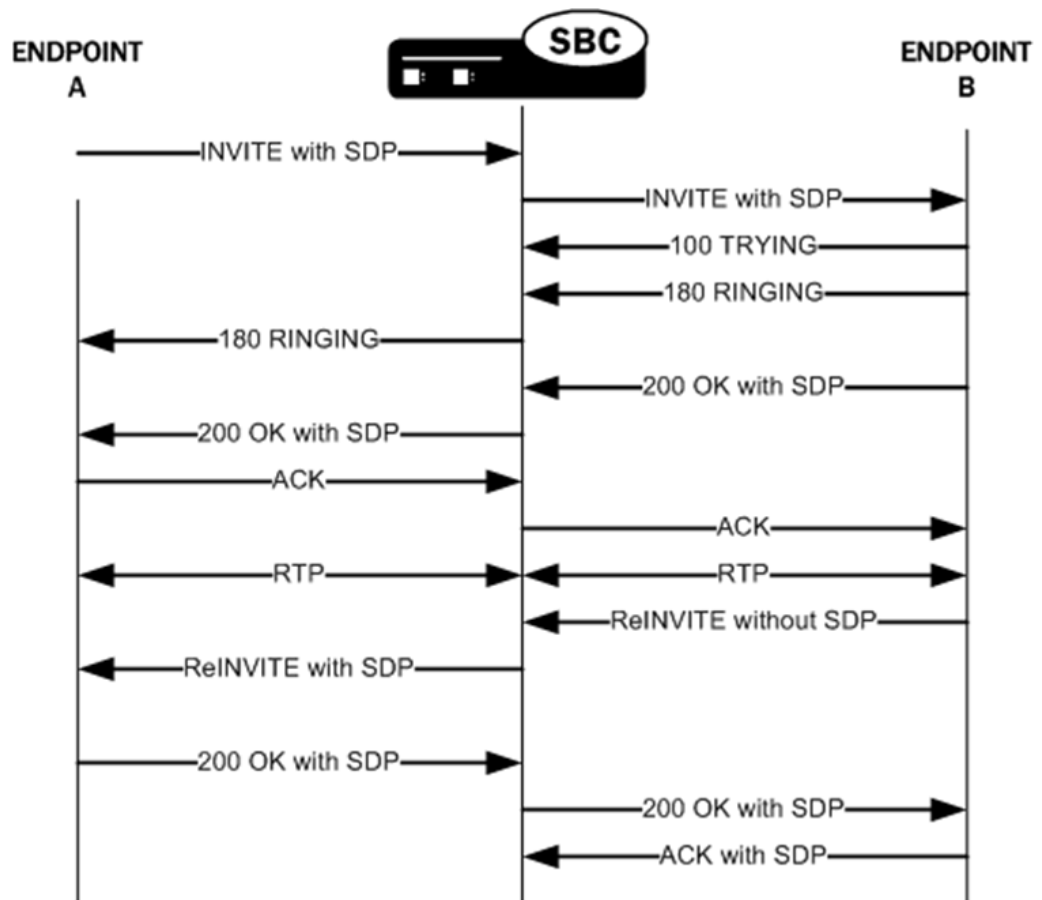 ENDPOINT
A
SBC
ENDPOINT
B
INVITE with SDP
INVITE with SDP
100 TRYING
180 RINGING
180 RINGING
200 OK with SDP
200 OK with SDP
ACK
ACK
RTP
RTP
ReINVITE without SDP
ReINVITE with SDP
200 OK with SDP
200 OK with SDP
ACK with SDP